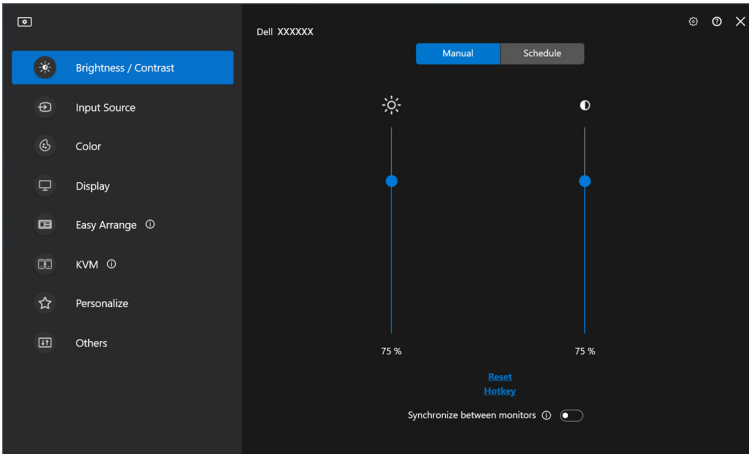 Dell XXXXXX
Manual
Schedule
Brightness / Contrast
Input Source
Color
Display
Easy Arrange
KVM
Personalize
Others
75 %
75 %
Reset
Hotkey
Synchronize between monitors